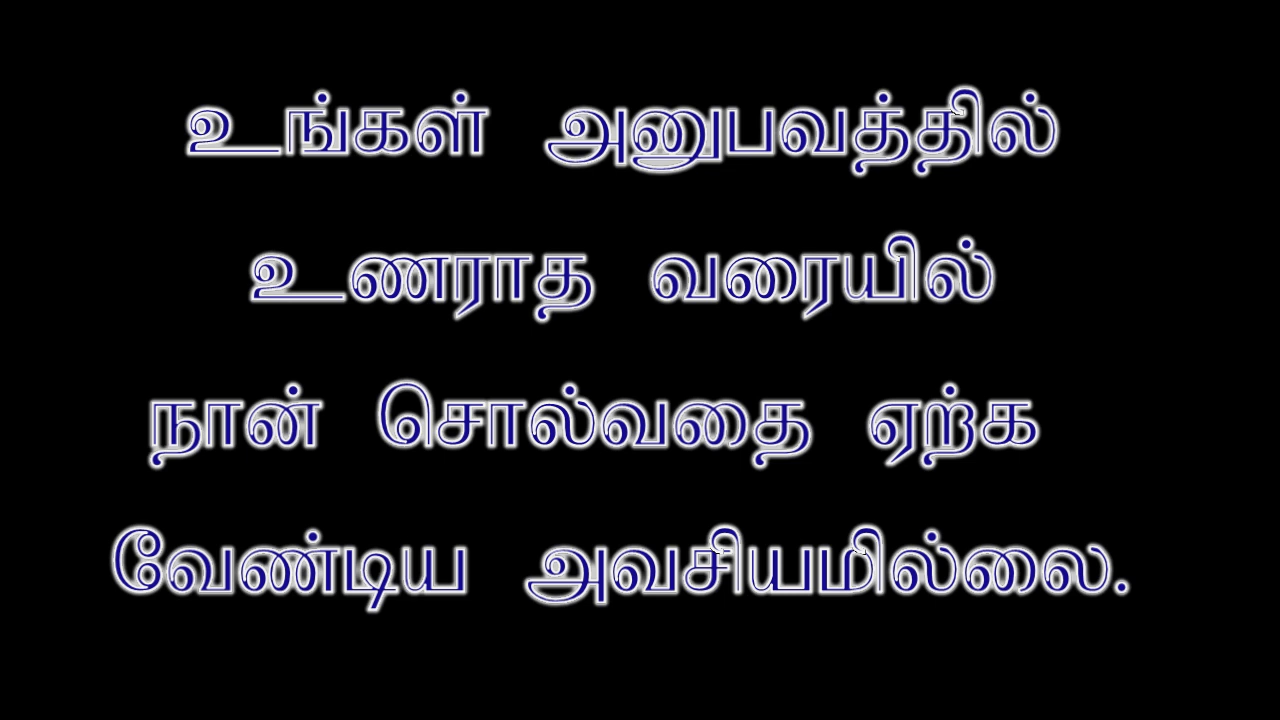 உங்கள் அனுபவத்தில்
உணராத வரையில்
நான் சொல்வதை ஏற்க
வேண்டிய அவசியமில்லை.